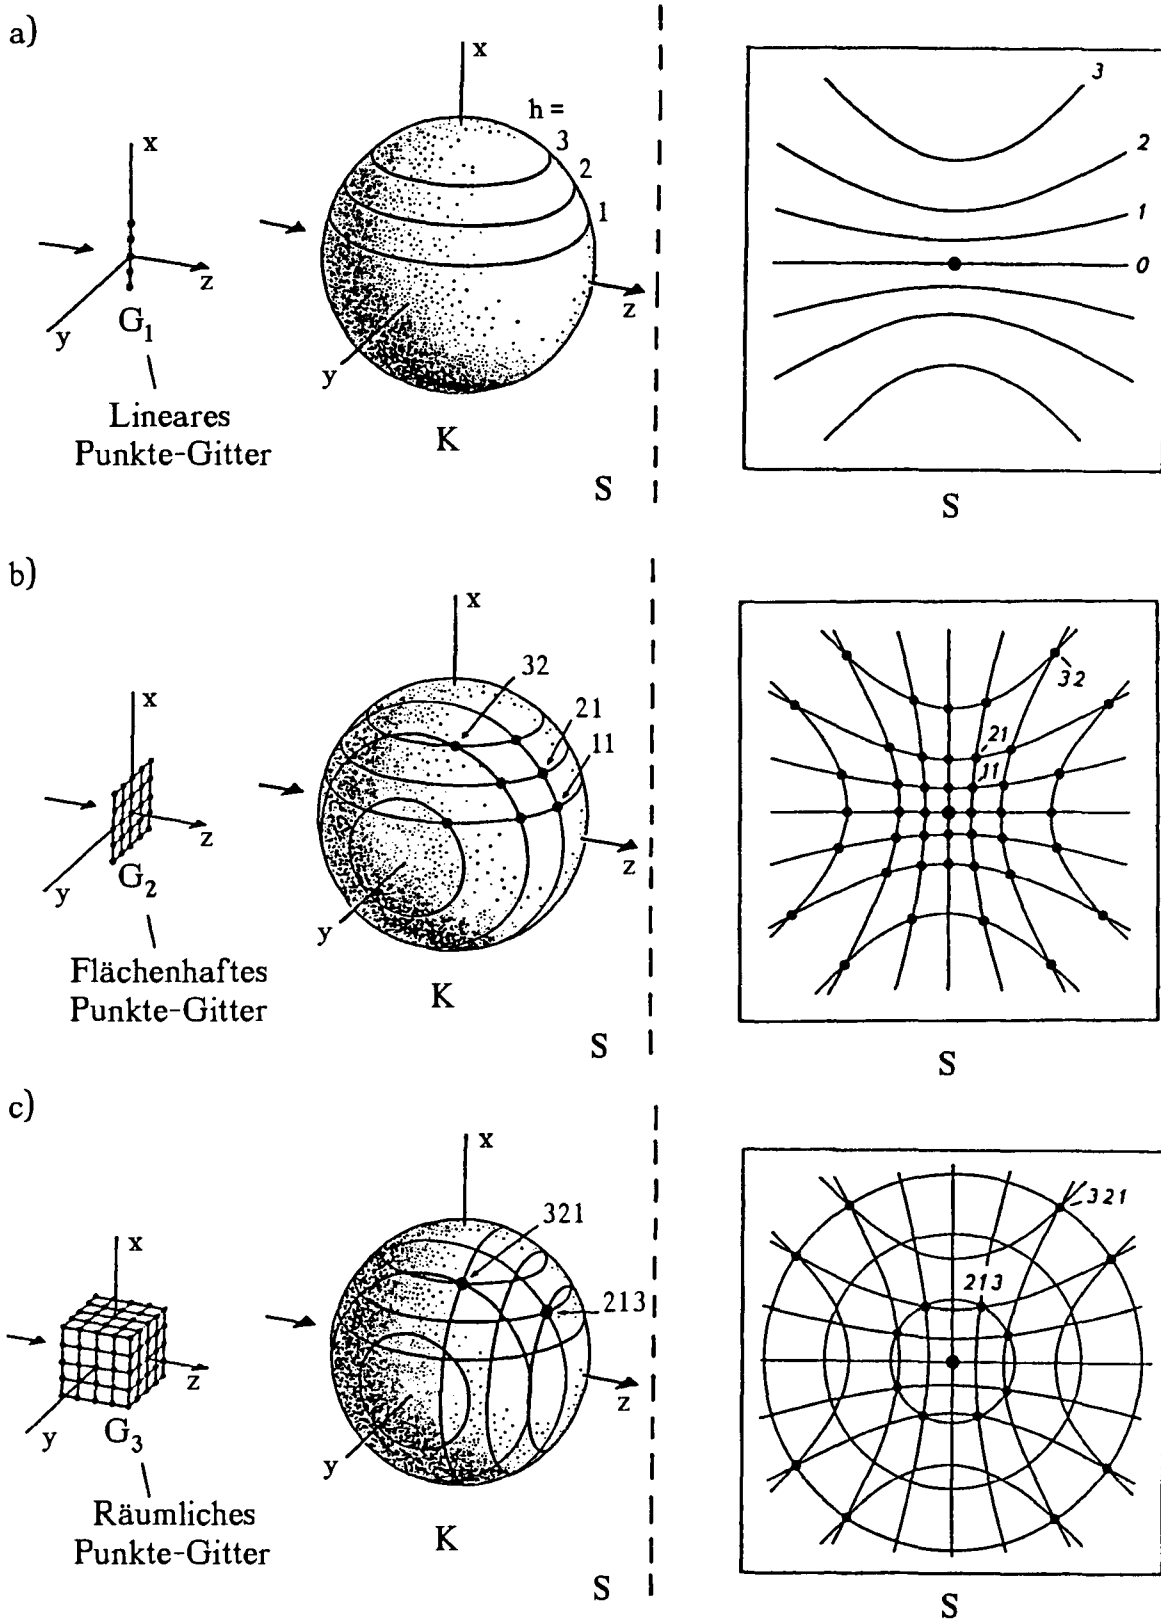 a)
x
h =
3
2
1
x
z
y
G₁
z
y
Lineares
Punkte-Gitter
K
S
3
2
1
0
S
b)
x
32
21
11
x
z
y
G₂
z
y
Flächenhaftes
Punkte-Gitter
K
S
32
21
11
S
c)
x
321
213
x
z
y
G₃
z
y
Räumliches
Punkte-Gitter
K
S
321
213
S